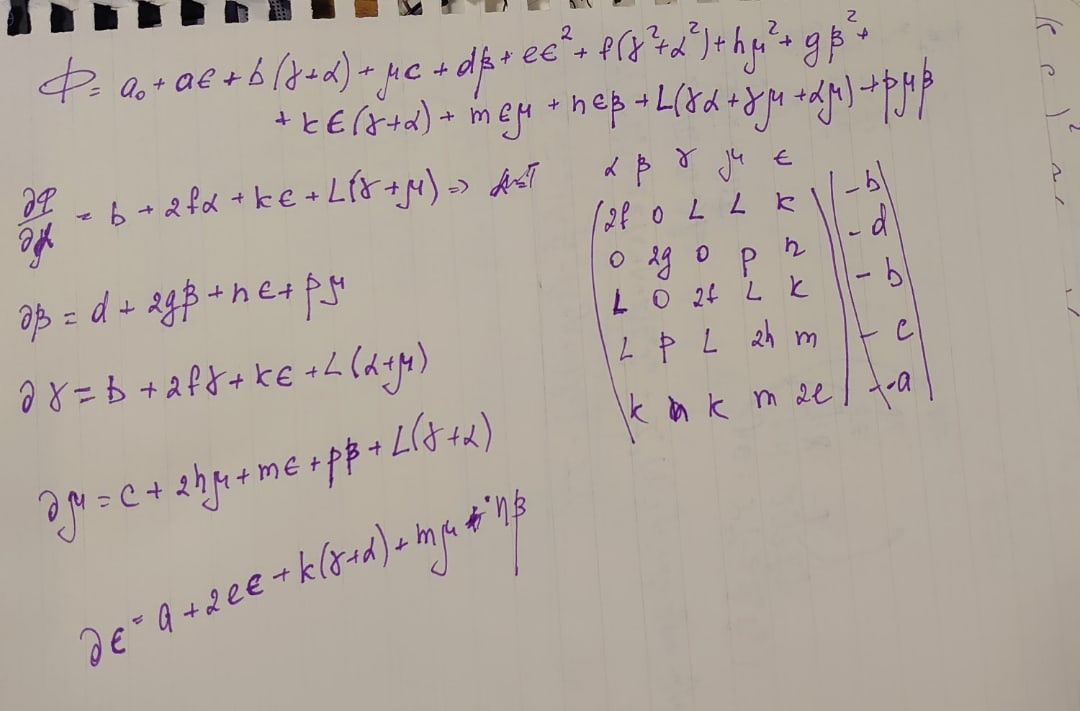 Φ = a₀ + aϵ + b(γ+α) + μc + dβ + eϵ² + f(γ²+α²) + hμ² + gβ² +
+ kϵ(γ+α) + mϵμ + nϵβ + L(γα + γμ + αμ) + pμβ
∂Φ/∂α = b + 2fα + kϵ + L(γ+μ) =>
∂β = d + 2gβ + nϵ + pμ
∂γ = b + 2fγ + kϵ + L(α+μ)
∂μ = c + 2hμ + mϵ + pβ + L(γ+α)
∂ϵ = a + 2eϵ + k(γ+α) + mμ + nβ
α β γ μ ϵ
2f 0 L L k | -b
0 2g 0 p n | -d
L 0 2f L k | -b
L p L 2h m | -c
k n k m 2e | -a